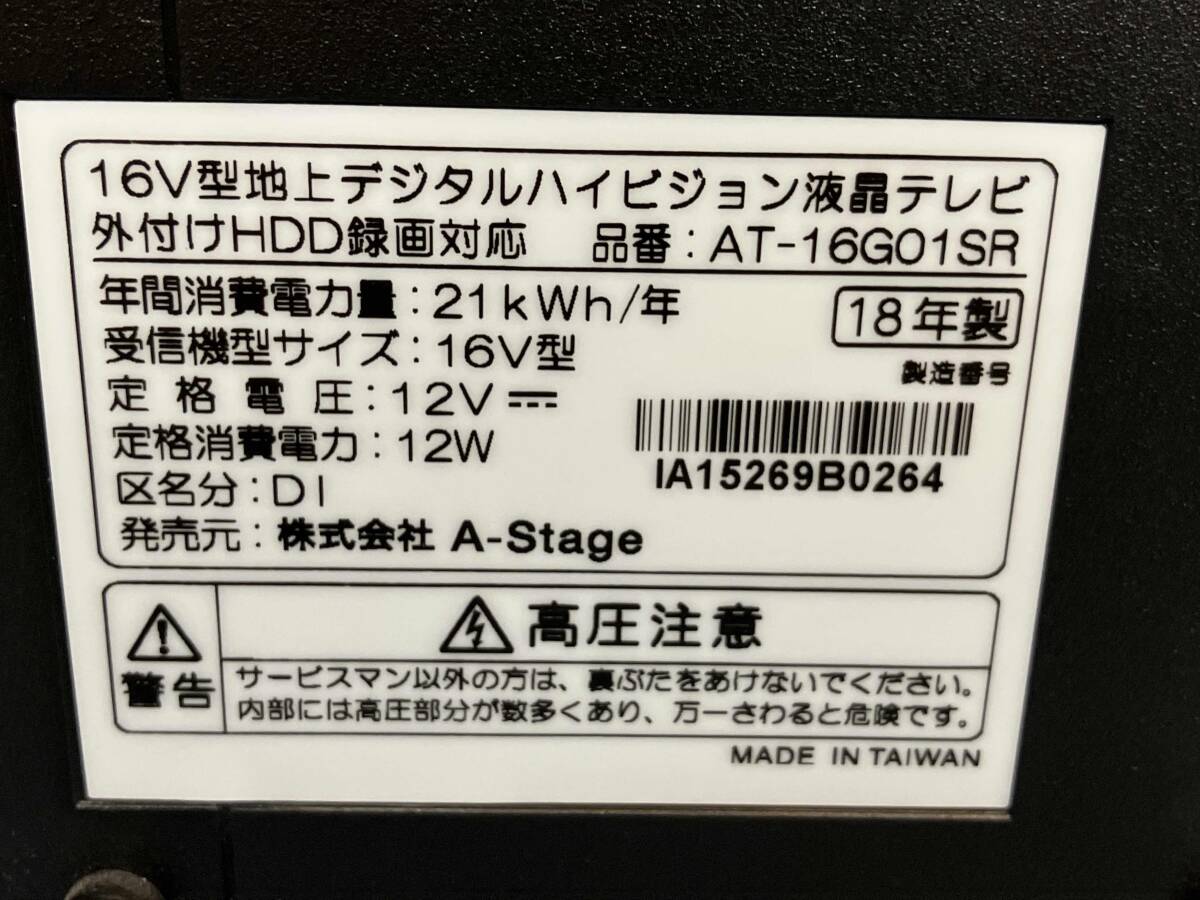 16V型地上デジタルハイビジョン液晶テレビ
外付けHDD録画対応 品番：AT-16G01SR
年間消費電力量：21kWh/年
18年製
受信機型サイズ：16V型
製造番号
定格電圧：12V
定格消費電力：12W
IA15269B0264
区名分：DI
発売元：株式会社 A-Stage
高圧注意
警告
サービスマン以外の方は、裏ぶたをあけないでください。
内部には高圧部分が数多くあり、万一さわると危険です。
MADE IN TAIWAN